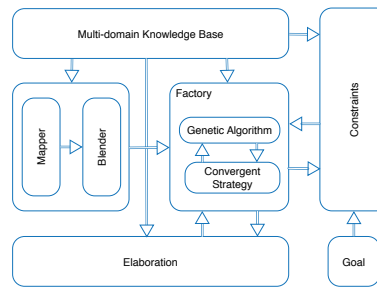 Multi-domain Knowledge Base
Factory
Mapper
Blender
Genetic Algorithm
Convergent
Strategy
Constraints
Elaboration
Goal